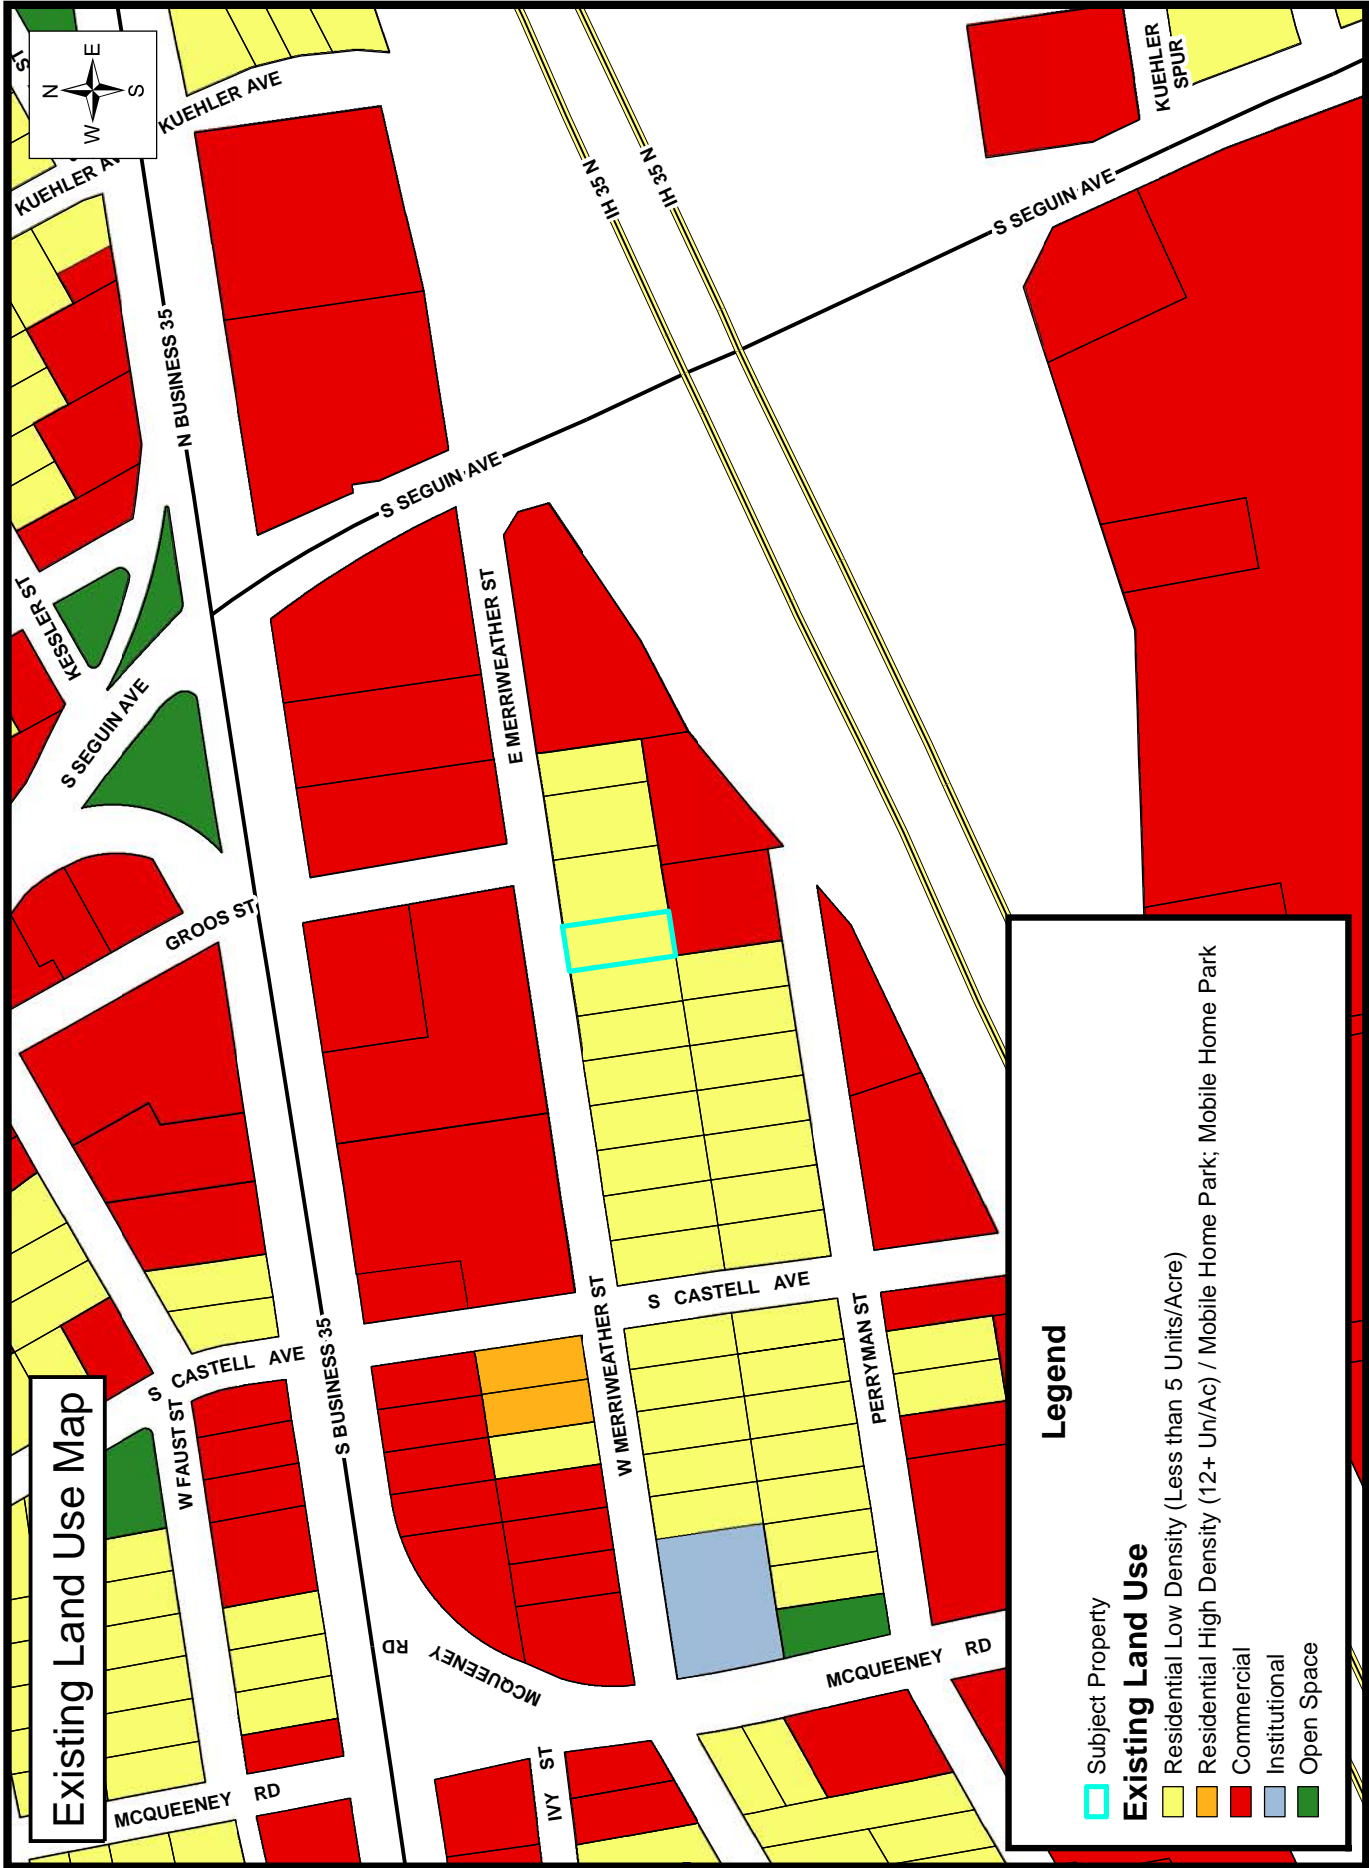 Existing Land Use Map
N
E
S
W
ST
KUEHLER AVE
KUEHLER AV
N BUSINESS 35
KESSLER ST
S SEGUIN AVE
GROOS ST
S SEGUIN AVE
E MERRIWEATHER ST
IH 35 N
IH 35 N
S SEGUIN AVE
KUEHLER
SPUR
S CASTELL AVE
W FAUST ST
S BUSINESS 35
W MERRIWEATHER ST
S CASTELL AVE
PERRYMAN ST
MCQUEENEY RD
MCQUEENEY RD
MCQUEENEY RD
IVY ST
Legend
Subject Property
Existing Land Use
Residential Low Density (Less than 5 Units/Acre)
Residential High Density (12+ Un/Ac) / Mobile Home Park; Mobile Home Park
Commercial
Institutional
Open Space